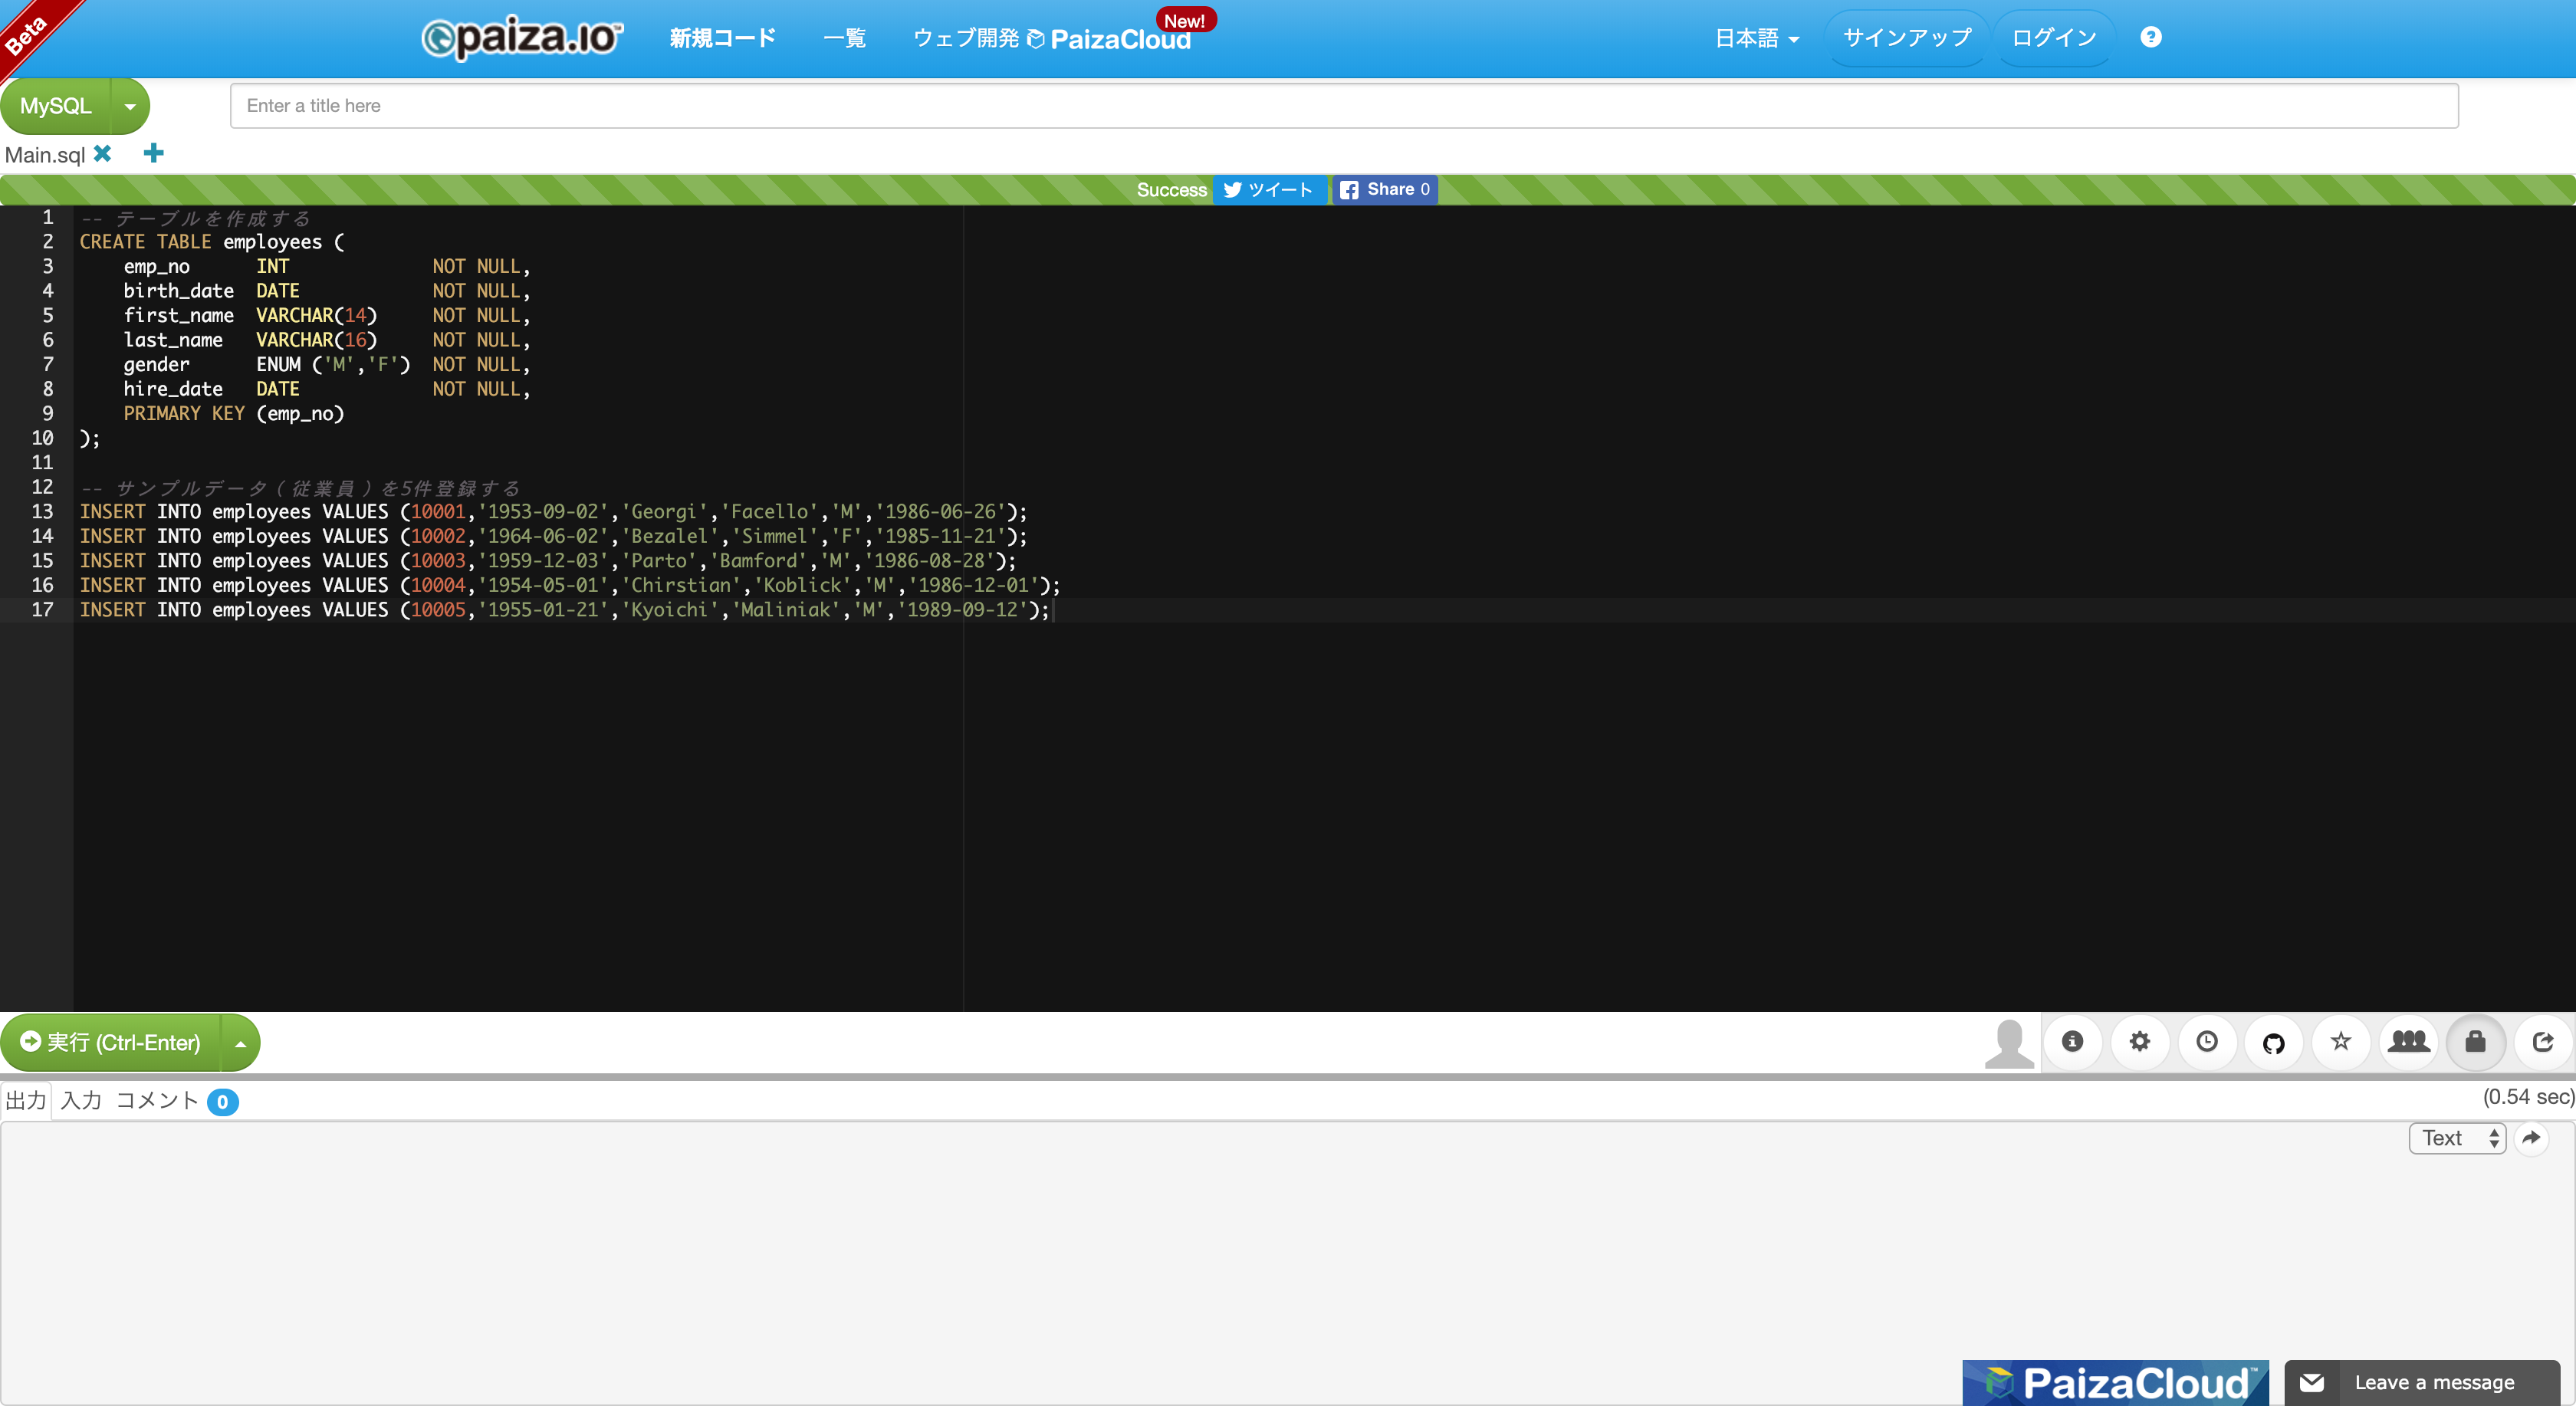 Beta
paiza.io 新規コード 一覧 ウェブ開発 PaizaCloud New! 日本語 サインアップ ログイン ?
MySQL Enter a title here
Main.sql
Success ツイート Share 0
1 -- テーブルを作成する
2 CREATE TABLE employees (
3     emp_no      INT             NOT NULL,
4     birth_date  DATE            NOT NULL,
5     first_name  VARCHAR(14)     NOT NULL,
6     last_name   VARCHAR(16)     NOT NULL,
7     gender      ENUM ('M','F')  NOT NULL,
8     hire_date   DATE            NOT NULL,
9     PRIMARY KEY (emp_no)
10 );
11
12 -- サンプルデータ(従業員)を5件登録する
13 INSERT INTO employees VALUES (10001,'1953-09-02','Georgi','Facello','M','1986-06-26');
14 INSERT INTO employees VALUES (10002,'1964-06-02','Bezalel','Simmel','F','1985-11-21');
15 INSERT INTO employees VALUES (10003,'1959-12-03','Parto','Bamford','M','1986-08-28');
16 INSERT INTO employees VALUES (10004,'1954-05-01','Chirstian','Koblick','M','1986-12-01');
17 INSERT INTO employees VALUES (10005,'1955-01-21','Kyoichi','Maliniak','M','1989-09-12');
実行 (Ctrl-Enter)
出力 入力 コメント 0 (0.54 sec)
Text
PaizaCloud™ Leave a message